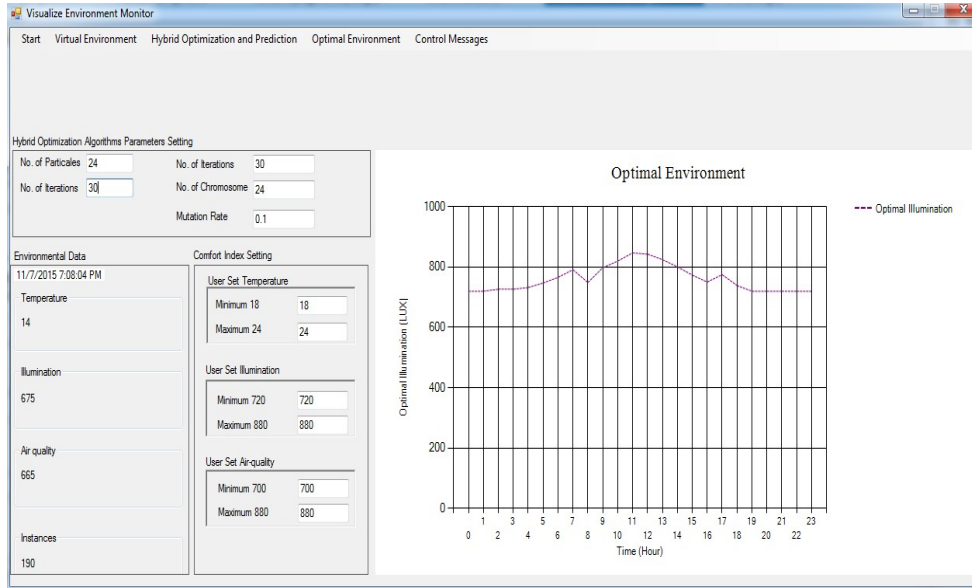 Visualize Environment Monitor
Start Virtual Environment Hybrid Optimization and Prediction Optimal Environment Control Messages
Hybrid Optimization Algorithms Parameters Setting
No. of Particales 24 No. of Iterations 30
No. of Iterations 30 No. of Chromosome 24
Mutation Rate 0.1
Environmental Data
11/7/2015 7:08:04 PM
Temperature
14
Illumination
675
Air quality
665
Instances
190
Comfort Index Setting
User Set Temperature
Minimum 18 18
Maximum 24 24
User Set Illumination
Minimum 720 720
Maximum 880 880
User Set Air-quality
Minimum 700 700
Maximum 880 880
Optimal Environment
Optimal Illumination
Optimal Illumination [LUX]
1000
800
600
400
200
0
1 3 5 7 9 11 13 15 17 19 21 23
0 2 4 6 8 10 12 14 16 18 20 22
Time (Hour)